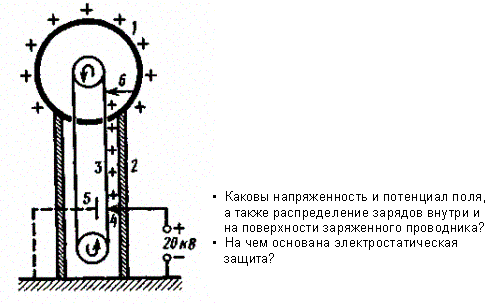 1
6
3
2
5
4
+
20 кВ
−
• Каковы напряженность и потенциал поля,
а также распределение зарядов внутри и
на поверхности заряженного проводника?
• На чем основана электростатическая
защита?